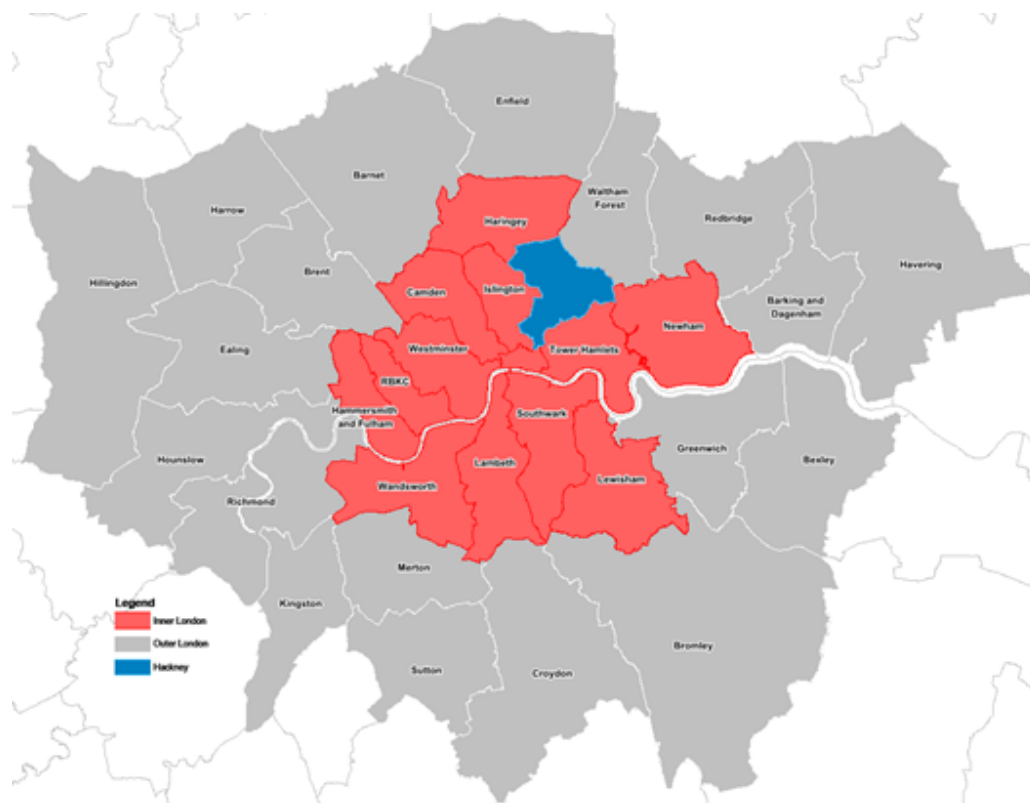 Enfield
Barnet
Waltham
Forest
Harrow
Redbridge
Haringey
Havering
Brent
Hillingdon
Camden
Islington
Barking and
Dagenham
Newham
Ealing
Westminster
Tower Hamlets
RBKC
Hammersmith
and Fulham
Southwark
Greenwich
Hounslow
Bexley
Lambeth
Lewisham
Wandsworth
Richmond
Merton
Kingston
Legend
Inner London
Outer London
Hackney
Bromley
Sutton
Croydon